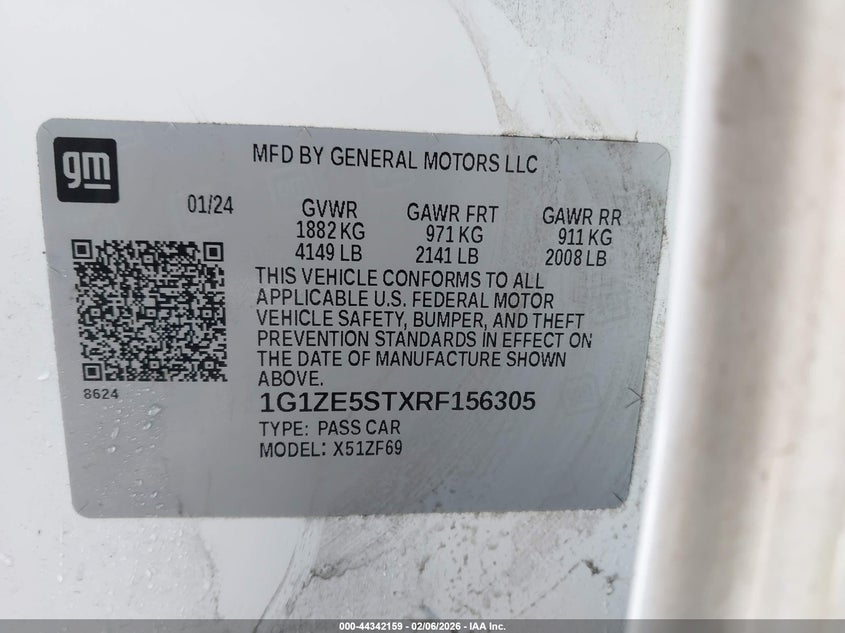 gm
MFD BY GENERAL MOTORS LLC
01/24
GVWR GAWR FRT GAWR RR
1882 KG 971 KG 911 KG
4149 LB 2141 LB 2008 LB
THIS VEHICLE CONFORMS TO ALL
APPLICABLE U.S. FEDERAL MOTOR
VEHICLE SAFETY, BUMPER, AND THEFT
PREVENTION STANDARDS IN EFFECT ON
THE DATE OF MANUFACTURE SHOWN
ABOVE.
8624
1G1ZE5STXRF156305
TYPE: PASS CAR
MODEL: X51ZF69
000-44342159 - 02/06/2026 - IAA Inc.